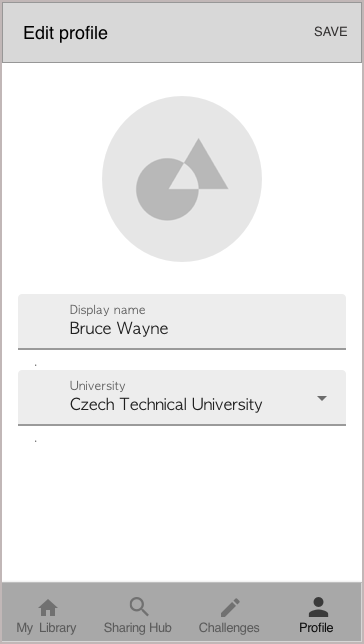 Edit profile
SAVE
Display name
Bruce Wayne
.
University
Czech Technical University
.
My Library
Sharing Hub
Challenges
Profile